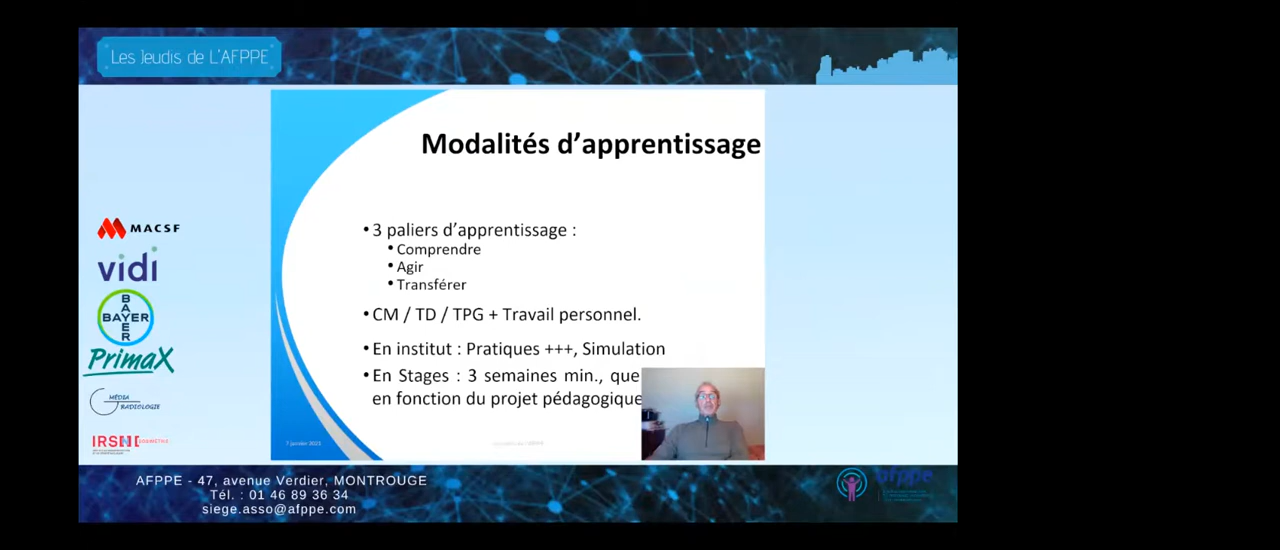 Les Jeudis de L'AFPPE
Modalités d'apprentissage
•3 paliers d'apprentissage :
•Comprendre
•Agir
•Transférer
•CM / TD / TPG + Travail personnel.
•En institut : Pratiques +++, Simulation
•En Stages : 3 semaines min., que
en fonction du projet pédagogique
7 janvier 2021
MACSF
vidi
BAYER
BAYER
PrimaX
MÉDIA
RADIOLOGIE
IRSN
AFPPE - 47, avenue Verdier, MONTROUGE
Tél. : 01 46 89 36 34
siege.asso@afppe.com
afppe